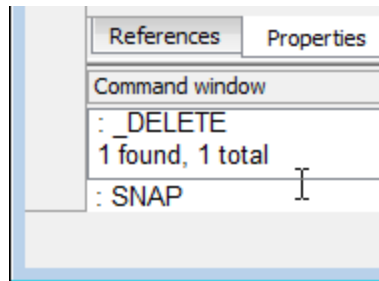 References Properties
Command window
: _DELETE
1 found, 1 total
: SNAP